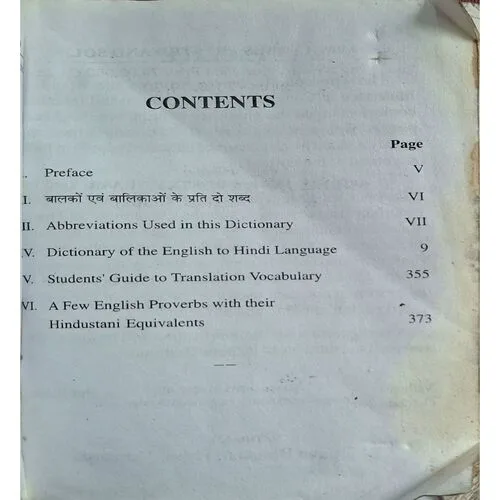 CONTENTS
Page
. Preface V
I. बालकों एवं बालिकाओं के प्रति दो शब्द VI
II. Abbreviations Used in this Dictionary VII
V. Dictionary of the English to Hindi Language 9
V. Students' Guide to Translation Vocabulary 355
VI. A Few English Proverbs with their
Hindustani Equivalents 373